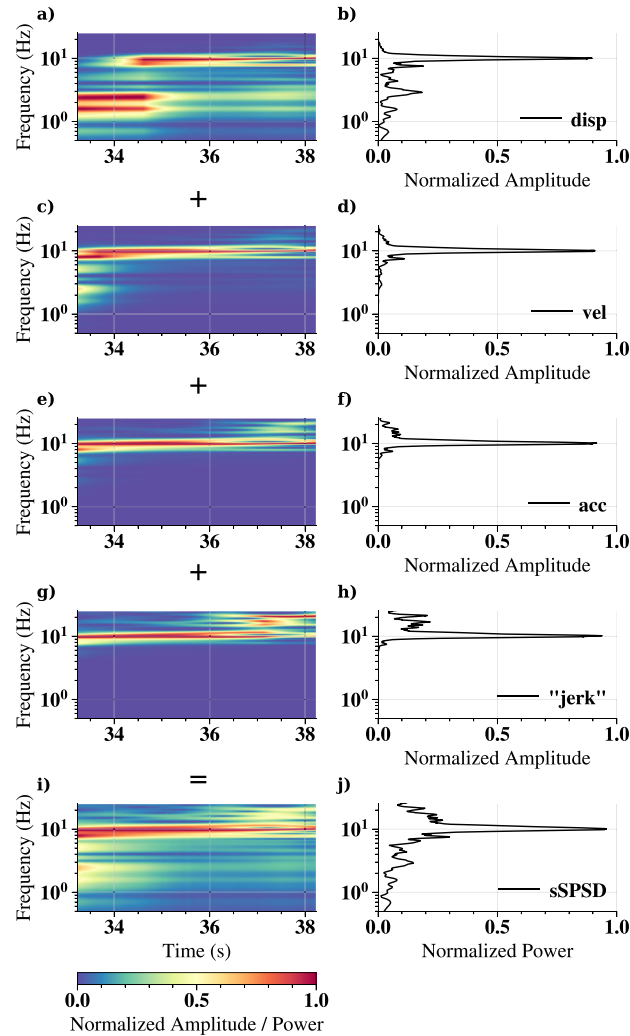 a)
b)
Frequency (Hz)
10¹
10⁰
34 36 38
disp
0.0 0.5 1.0
Normalized Amplitude
+
c)
d)
Frequency (Hz)
10¹
10⁰
34 36 38
10¹
10⁰
vel
0.0 0.5 1.0
Normalized Amplitude
+
e)
f)
Frequency (Hz)
10¹
10⁰
34 36 38
10¹
10⁰
acc
0.0 0.5 1.0
Normalized Amplitude
+
g)
h)
Frequency (Hz)
10¹
10⁰
34 36 38
10¹
10⁰
"jerk"
0.0 0.5 1.0
Normalized Amplitude
=
i)
j)
Frequency (Hz)
10¹
10⁰
34 36 38
Time (s)
10¹
10⁰
sSPSD
0.0 0.5 1.0
Normalized Power
0.0 0.5 1.0
Normalized Amplitude / Power